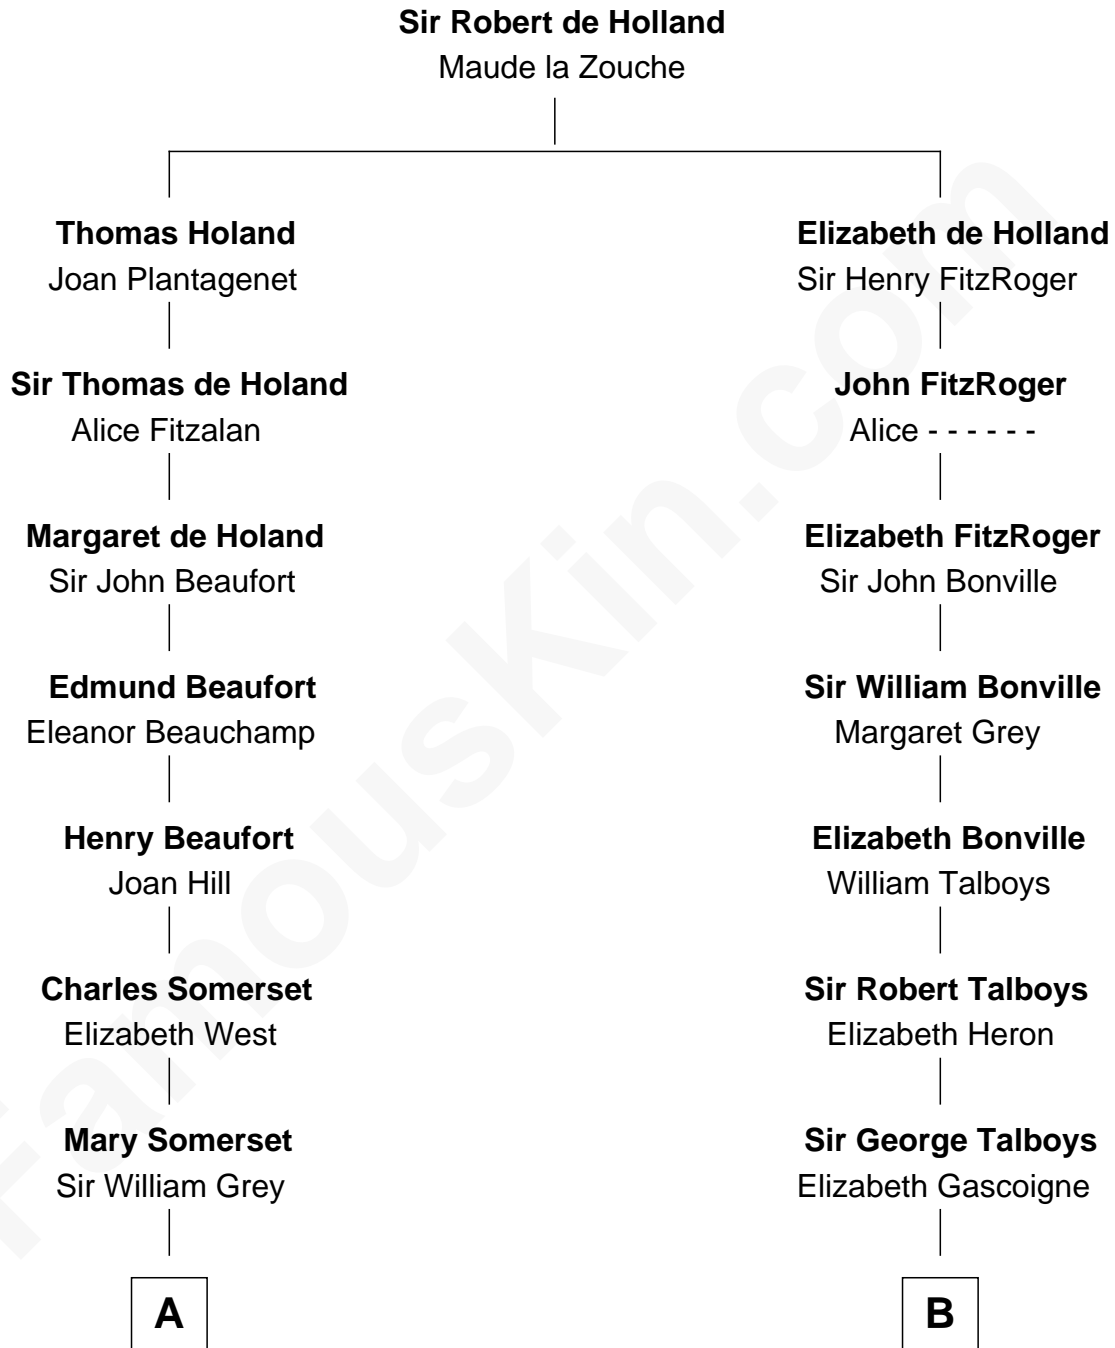 Sir Robert de Holland
Maude la Zouche
Thomas Holand
Joan Plantagenet
Sir Thomas de Holand
Alice Fitzalan
Margaret de Holand
Sir John Beaufort
Edmund Beaufort
Eleanor Beauchamp
Henry Beaufort
Joan Hill
Charles Somerset
Elizabeth West
Mary Somerset
Sir William Grey
A
Elizabeth de Holland
Sir Henry FitzRoger
John FitzRoger
Alice - - - - - -
Elizabeth FitzRoger
Sir John Bonville
Sir William Bonville
Margaret Grey
Elizabeth Bonville
William Talboys
Sir Robert Talboys
Elizabeth Heron
Sir George Talboys
Elizabeth Gascoigne
B
FamousKin.com